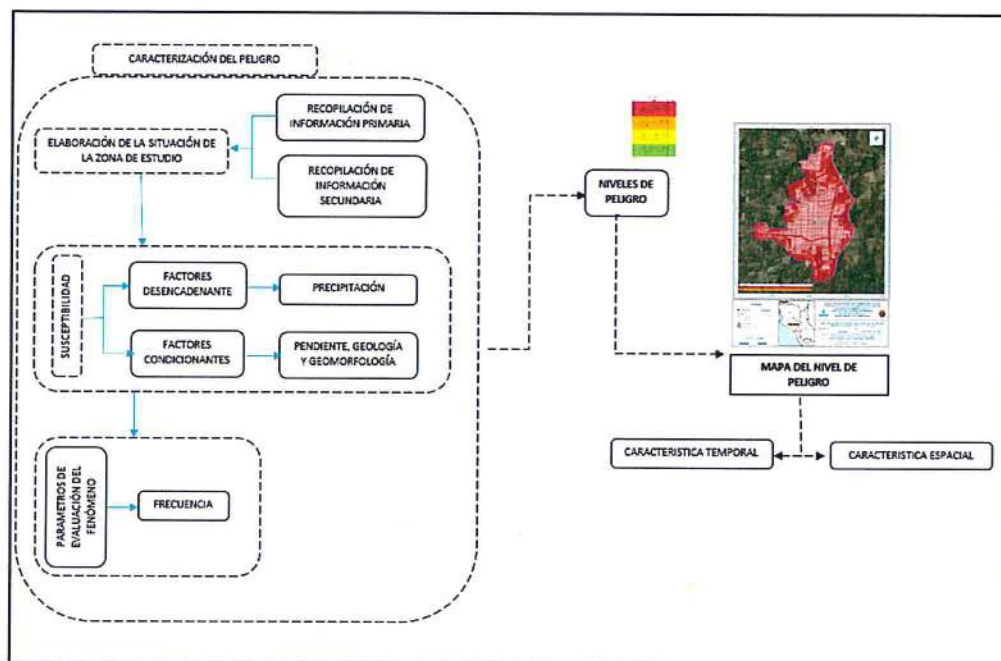 CARACTERIZACIÓN DEL PELIGRO
RECOPILACIÓN DE
INFORMACIÓN PRIMARIA
ELABORACIÓN DE LA SITUACIÓN DE
LA ZONA DE ESTUDIO
RECOPILACIÓN DE
INFORMACIÓN
SECUNDARIA
SUSCEPTIBILIDAD
FACTORES
DESENCADENANTE
PRECIPITACIÓN
FACTORES
CONDICIONANTES
PENDIENTE, GEOLOGÍA
Y GEOMORFOLOGÍA
PARAMETROS DE
EVALUACIÓN DEL
FENÓMENO
FRECUENCIA
NIVELES DE
PELIGRO
MAPA DEL NIVEL DE
PELIGRO
CARACTERISTICA TEMPORAL
CARACTERISTICA ESPACIAL